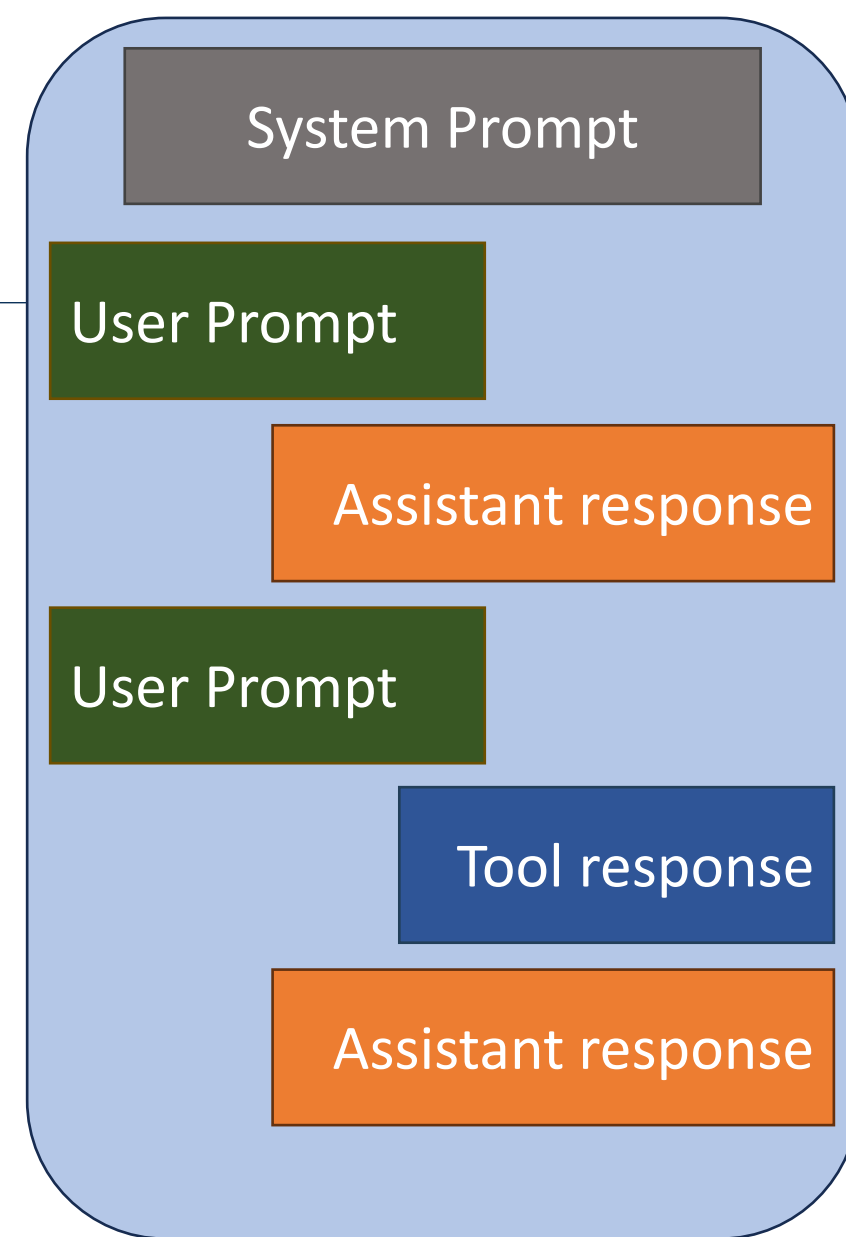 System Prompt
User Prompt
Assistant response
User Prompt
Tool response
Assistant response